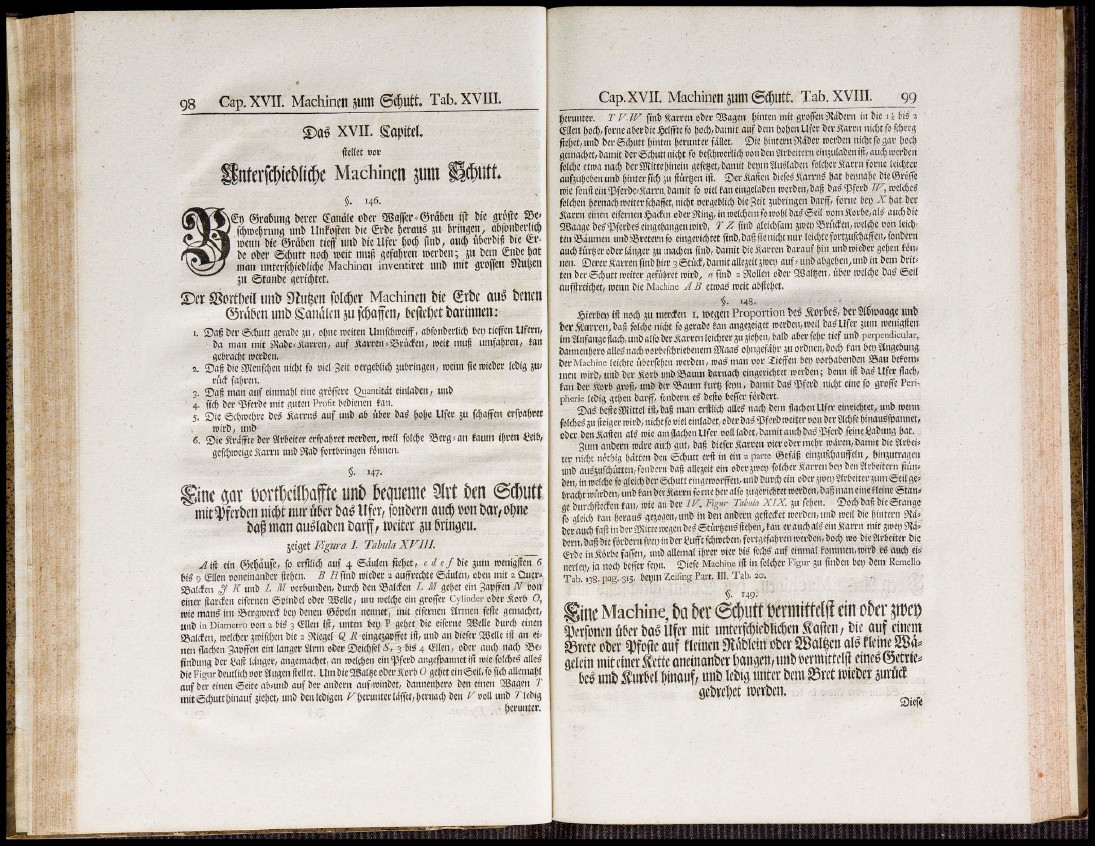 98 Cap. XVII. Machinen zum Schutt. Tab. XVIII.
Das XVII. Capitel.
stellet vor
Unterschiedliche Machinen zum Schutt.
§. 146.
BEy Grabung derer Canäle oder Wasser-Gräben ist die gröste Be-
schwehrung und Unkosten die Erde heraus zu bringen, absonderlich
wenn die Gräben tieff und die Ufer hoch sind, auch überdiß die Er-
de oder Schutt noch weit muß gefahren werden; zu dem Ende hat
man unterschiedliche Machinen inventiret und mit grossen Nutzen
zu Stande gerichtet.
Der Vortheil und Nutzen solcher Machinen die Erde aus denen
Gräben und Canälen zu schaffen, bestehet darinnen:
1. Daß der Schutt gerade zu, ohne weiten Umschweiff, absonderlich bey tieffen Ufern,
da man mit Rade-Karren, auf Karren-Brücken, weit muß umfahren, kan
gebracht werden.
2. Daß die Menschen nicht so viel Zeit vergeblich zubringen, wenn sie wieder ledig zu-
rück fahren.
3. Daß man auf einmahl eine grössere Quantität einladen, und
4. sich der Pferde mit guten Profit bedienen kan.
5. Die Schwehre des Karrns auf und ab über das hohe Ufer zu schaffen ersparet
wird, und
6. Die Kräffte der Arbeiter ersparet werden, weil solche Berg-an kaum ihren Leib,
geschweige Karrn und Rad fortbringen können.
§. 147.
Eine gar vortheilhaffte und bequeme Art den Schutt
mit Pferden nicht nur über das Ufer, sondern auch von dar, ohne
daß man ausladen darff, weiter zu bringen.
zeiget Figura I. Tabula XVIII.
A ist ein Gehäuse, so erstlich auf 4 Säulen stehet, c d e f die zum wenigsten 6
bis 9 Ellen voneinander stehen. B H sind wieder 2 auffrechte Säulen, oben mit 2 Quer-
Balcken J K und L M verbunden, durch den Balcken L M gehet ein Zapffen N von
einer starcken eisernen Spindel oder Welle, um welche ein grosser Cylinder oder Korb O,
wie mans im Bergwerck bey denen Göpeln nennet, mit eisernen Armen feste gemachet,
und in Diametro von 2 bis 3 Ellen ist, unten bey P gehet die eiserne Welle durch einen
Balcken, welcher zwischen die 2 Riegel Q R eingezapffet ist, und an dieser Welle ist an ei-
nen flachen Zapffen ein langer Arm oder Deichsel S, 3 bis 4 Ellen, oder auch nach Be-
findung der Last länger, angemachet, an welchen ein Pferd angespannet ist wie solches alles
die Figur deutlich vor Augen stellet. Um die Waltze oder Korb O gehet ein Seil, so sich allemahl
auf der einen Seite ab- und auf der andern auf-windet, dannenhero den einen Wagen T
mit Schutt hinauf ziehet, und den ledigen V herunter lässet, hernach den V voll und T ledig
herunter.
Cap. XVII. Machinen zum Schutt. Tab. XVIII. 99
herunter. T V W sind Karren oder Wagen hinten mit grossen Rädern in die 1½ bis 2
Ellen hoch, forne aber die Helffte so hoch, damit auf dem hohen Ufer der Karrn nicht so schreg
stehet, und der Schutt hinten herunter fället. Die hintern Räder werden nicht so gar hoch
gemachet, damit der Schutt nicht so beschwerlich von den Arbeitern einzuladen ist, auch werden
solche etwa nach der Mitte hinein gesetzet, damit beym Ausladen solcher Karrn forne leichter
aufzuheben und hinter sich zu stürtzen ist. Der Kasten dieses Karrns hat beynahe die Grösse
wie sonst ein Pferde-Karrn, damit so viel kan eingeladen werden, daß das Pferd W, welches
solchen hernach weiter schaffet, nicht vergeblich die Zeit zubringen darff, forne bey X hat der
Karrn einen eisernen Hacken oder Ring, in welchem so wohl das Seil vom Korbe, als auch die
Waage des Pferdes eingehangen wird, T Z sind gleichsam zwey Brücken, welche von leich-
ten Bäumen und Bretern so eingerichtet sind, daß sie nicht nur leichte fortzuschaffen, sondern
auch kürtzer oder länger zu machen sind, damit die Karren darauf hin und wieder gehen kön-
nen. Derer Karren sind hier 3 Stück, damit allezeit zwey auf- und abgehen, und in dem drit-
ten der Schutt weiter geführet wird, a sind 2 Rollen oder Waltzen, über welche das Seil
aufstreichet, wenn die Machine A B etwas weit abstehet.
§. 148.
Hierbey ist noch zu mercken 1. wegen Proportion des Korbes, der Abwaage und
der Karren, daß solche nicht so gerade kan angezeiget werden, weil das Ufer zum wenigsten
im Anfange flach, und also der Karren leichter zu ziehen, bald aber sehr tief und perpendicular,
dannenhero alles nach vorbeschriebenem Maas ohngefähr zu ordnen, doch kan bey Angebung
der Machine leichte übersehen werden, was man vor Tieffen bey vorhabenden Bau bekom-
men wird, und der Korb und Baum darnach eingerichtet werden; denn ist das Ufer flach,
kan der Korb groß, und der Baum kurtz seyn, damit das Pferd nicht eine so grosse Peri-
pherie ledig gehen darff, sondern es desto besser fördert.
Das beste Mittel ist, daß man erstlich alles nach dem flachen Ufer einrichtet, und wenn
solches zu steiger wird, nicht so viel einladet, oder das Pferd weiter von der Achse hinausspannet,
oder den Kasten als wie am flachen Ufer voll ladet, damit auch das Pferd seine Ladung hat.
Zum andern wäre auch gut, daß dieser Karren vier oder mehr wären, damit die Arbei-
ter nicht nöthig hätten den Schutt erst in ein a parte Gefäß einzuschauffeln, hinzutragen
und auszuschütten, sondern daß allezeit ein oder zwey solcher Karren bey den Arbeitern stün-
den, in welche so gleich der Schutt eingeworffen, und durch ein oder zwey Arbeiter zum Seil ge-
bracht würden, und kan der Karrn forne her also zugerichtet werden, daß man eine kleine Stan-
ge durchstecken kan, wie an der IV. Figur Tabula XIX. zu sehen. Doch daß die Stange
so gleich kan heraus gezogen, und in den andern gestecket werden, und weil die hintern Rä-
der auch fast in der Mitte wegen des Stürtzens stehen, kan er auch als ein Karrn mit zwey Rä-
dern, daß die fördern frey in der Lufft schweben, fortgefahren werden, doch wo die Arbeiter die
Erde in Körbe fassen, und allemal ihrer vier bis sechs auf einmal kommen, wird es auch ei-
nerley, ja noch besser seyn. Diese Machine ist in solcher Figur zu finden bey dem Remello
Tab. 138. pag. 315. beym Zeising Part. III. Tab. 20.
§. 149.
Eine Machine, da der Schutt vermittelst ein oder zwey
Personen über das Ufer mit unterschiedlichen Kasten, die auf einem
Brete oder Pfoste auf kleinen Rädlein oder Waltzen als kleine Wä-
gelein mit einer Kette aneinander hangen, und vermittelst eines Getrie-
bes und Kurbel hinauf, und ledig unter dem Bret wieder zurück
gedrehet werden.
Diese